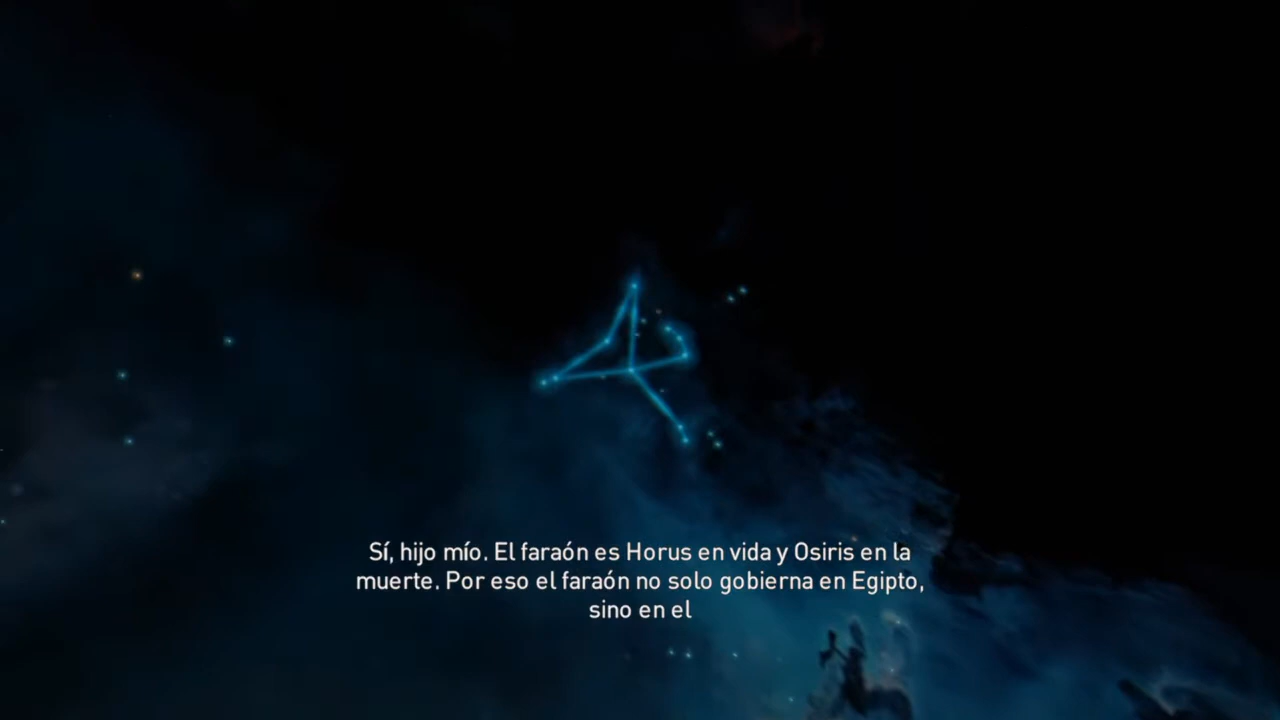 Sí, hijo mío. El faraón es Horus en vida y Osiris en la
muerte. Por eso el faraón no solo gobierna en Egipto,
sino en el